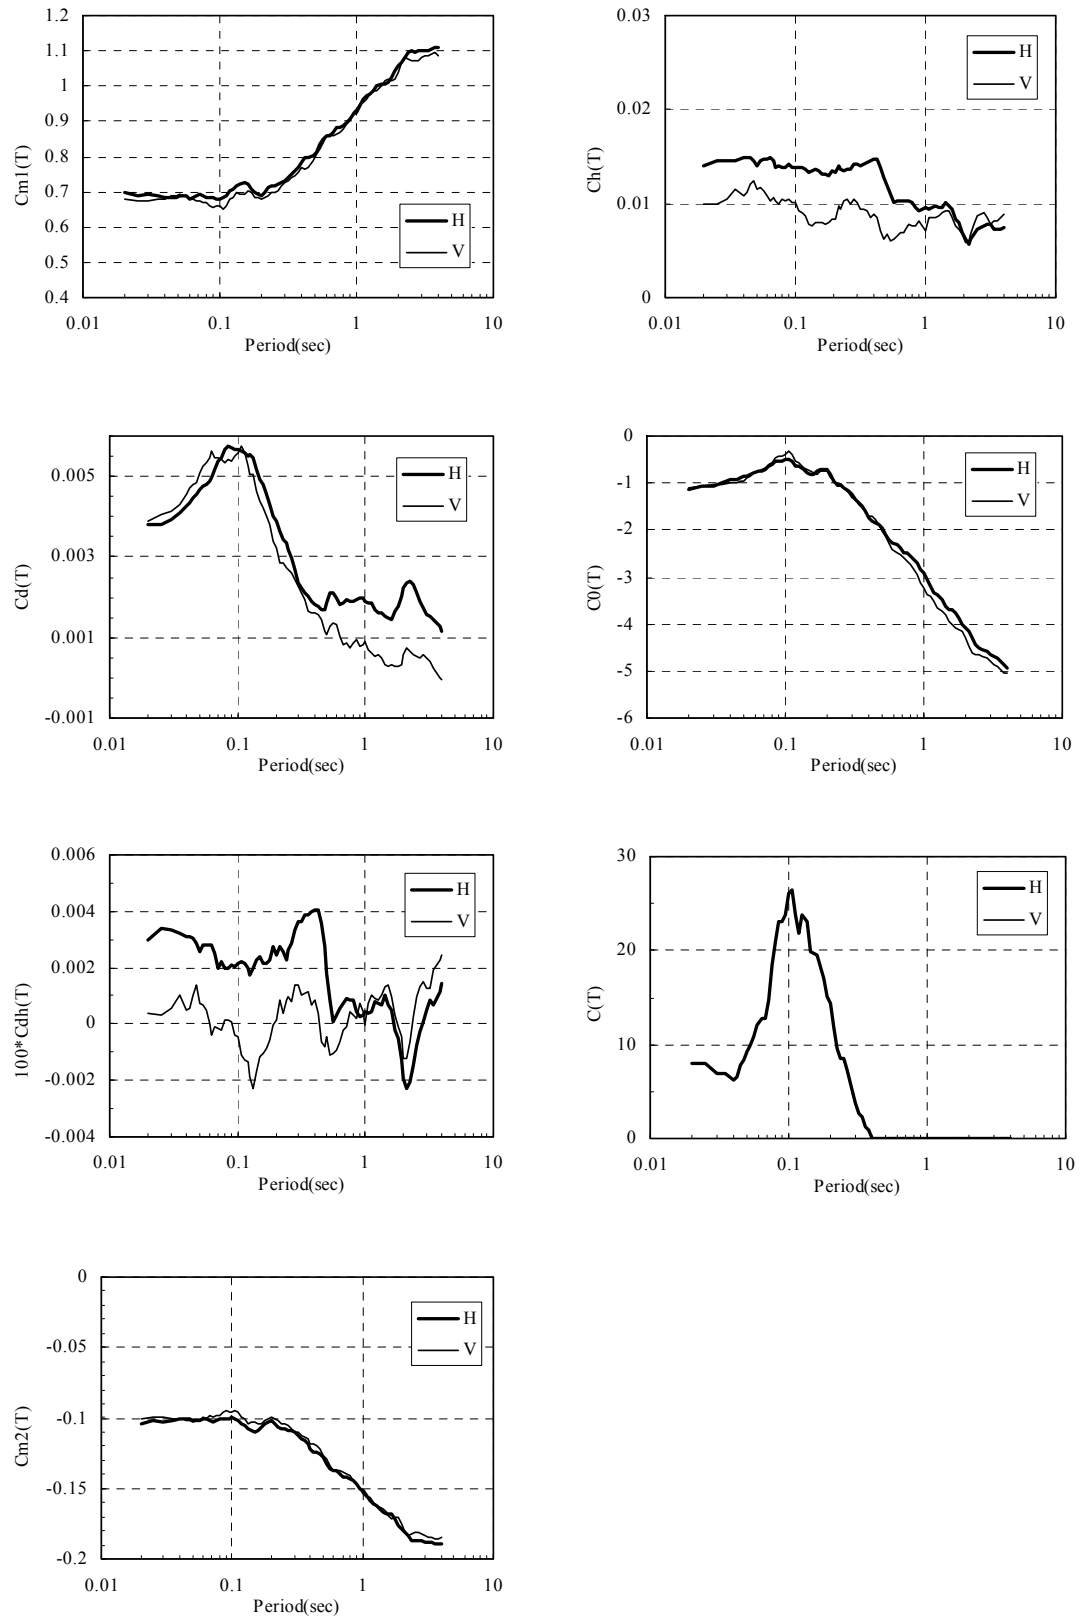 1.2
1.1
1
0.9
0.8
0.7
0.6
0.5
0.4
Cm1(T)
H
V
0.01 0.1 1 10
Period(sec)
0.03
0.02
0.01
0
Ch(T)
H
V
0.01 0.1 1 10
Period(sec)
0.005
0.003
0.001
-0.001
Cd(T)
H
V
0.01 0.1 1 10
Period(sec)
0
-1
-2
-3
-4
-5
-6
C0(T)
H
V
0.01 0.1 1 10
Period(sec)
0.006
0.004
0.002
0
-0.002
-0.004
100*Cdh(T)
H
V
0.01 0.1 1 10
Period(sec)
30
20
10
0
C(T)
H
V
0.01 0.1 1 10
Period(sec)
0
-0.05
-0.1
-0.15
-0.2
Cm2(T)
H
V
0.01 0.1 1 10
Period(sec)